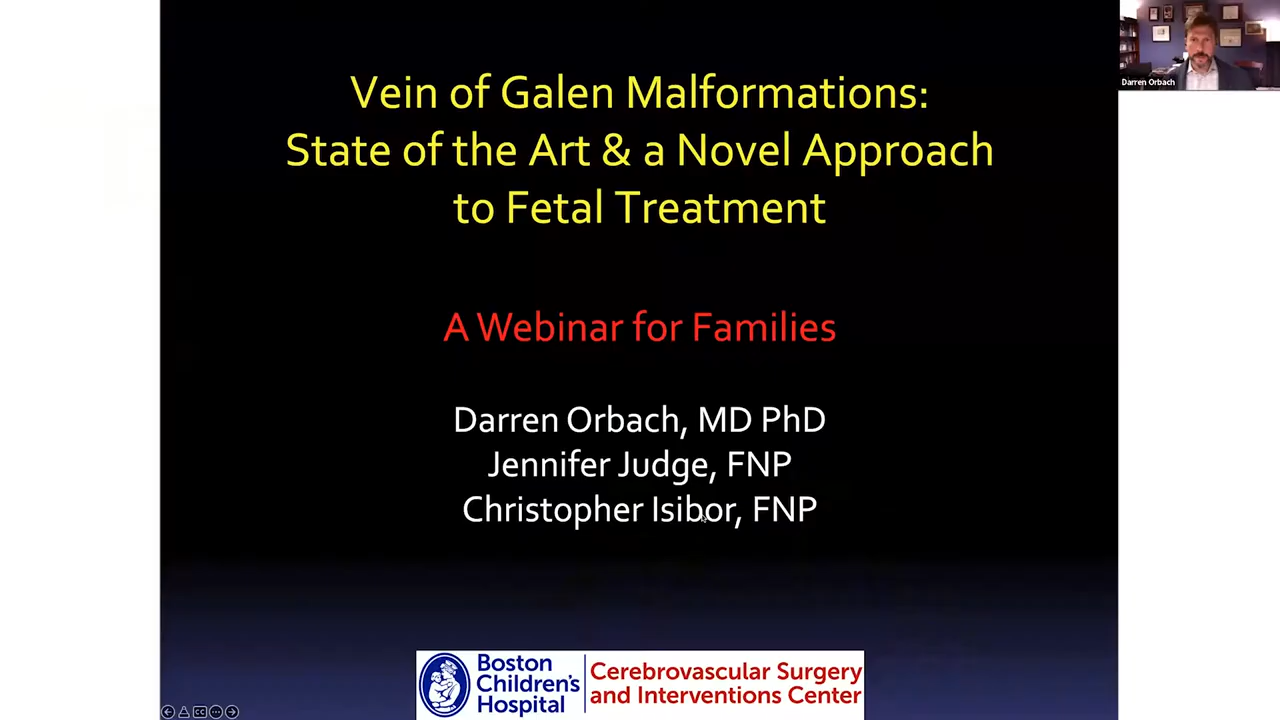 Vein of Galen Malformations:
State of the Art & a Novel Approach
to Fetal Treatment
A Webinar for Families
Darren Orbach, MD PhD
Jennifer Judge, FNP
Christopher Isibor, FNP
Boston
Children's
Hospital
Cerebrovascular Surgery
and Interventions Center
Darren Orbach
CC